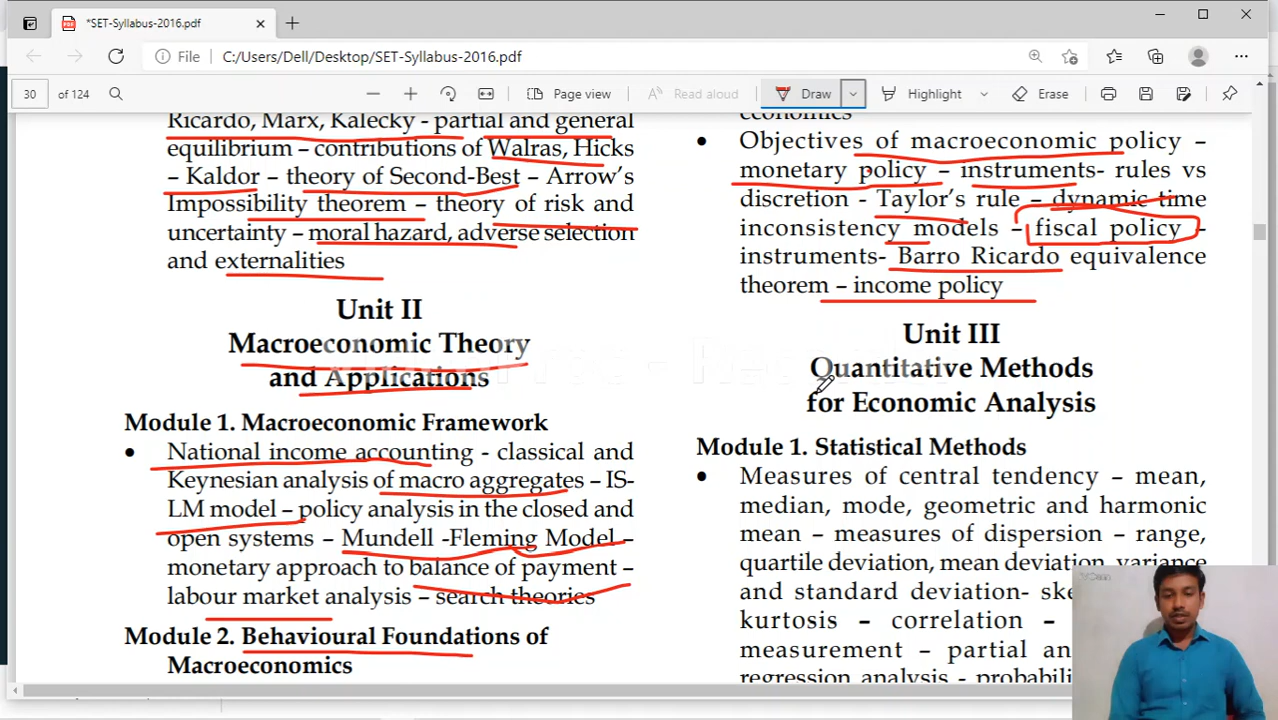 *SET-Syllabus-2016.pdf
File
C:/Users/Dell/Desktop/SET-Syllabus-2016.pdf
30 of 124
Page view
Read aloud
Draw
Highlight
Erase
Ricardo, Marx, Kalecky - partial and general
equilibrium – contributions of Walras, Hicks
– Kaldor – theory of Second-Best – Arrow's
Impossibility theorem – theory of risk and
uncertainty – moral hazard, adverse selection
and externalities
Unit II
Macroeconomic Theory
and Applications
Module 1. Macroeconomic Framework
• National income accounting - classical and
Keynesian analysis of macro aggregates – IS-
LM model – policy analysis in the closed and
open systems – Mundell -Fleming Model –
monetary approach to balance of payment –
labour market analysis – search theories
Module 2. Behavioural Foundations of
Macroeconomics
economics
• Objectives of macroeconomic policy –
monetary policy – instruments- rules vs
discretion - Taylor's rule – dynamic time
inconsistency models – fiscal policy –
instruments- Barro Ricardo equivalence
theorem – income policy
Unit III
Quantitative Methods
for Economic Analysis
Module 1. Statistical Methods
• Measures of central tendency – mean,
median, mode, geometric and harmonic
mean – measures of dispersion – range,
quartile deviation, mean deviation, variance
and standard deviation-
kurtosis – correlation –
measurement – partial
regression analysis -